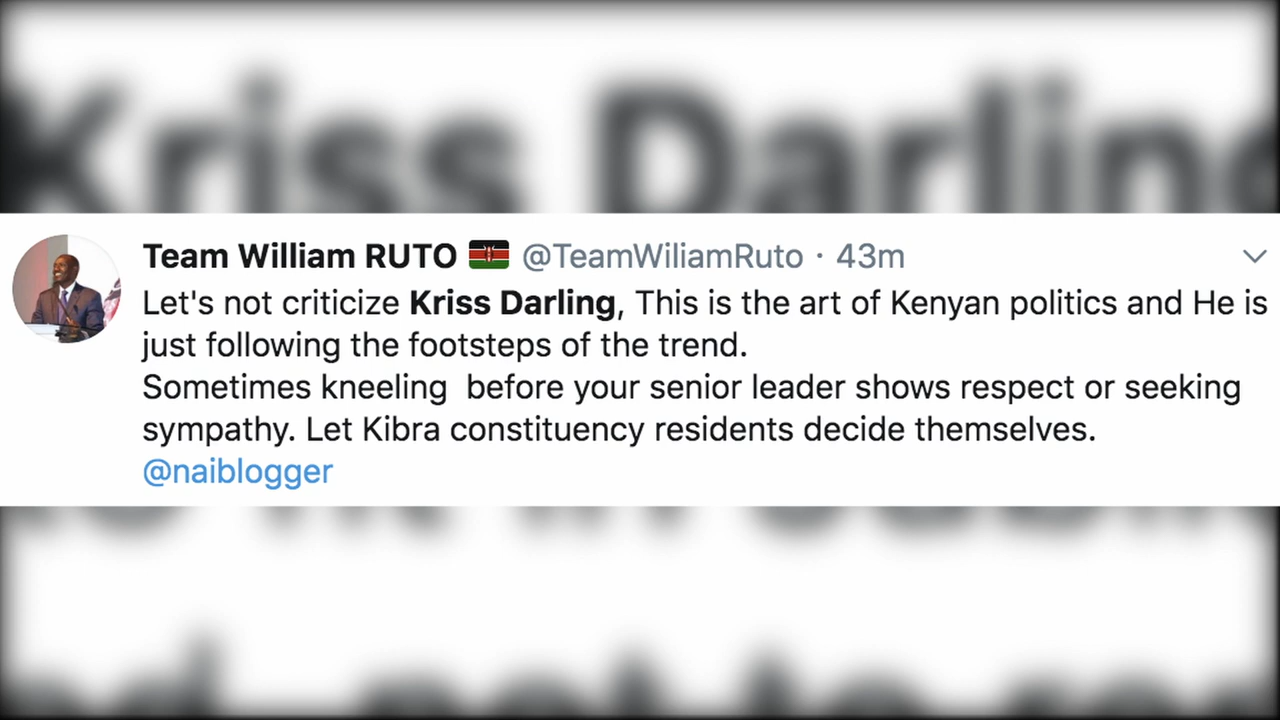 Kriss Darling
Team William RUTO 🇰🇪 @TeamWiliamRuto · 43m
Let's not criticize Kriss Darling, This is the art of Kenyan politics and He is
just following the footsteps of the trend.
Sometimes kneeling  before your senior leader shows respect or seeking
sympathy. Let Kibra constituency residents decide themselves.
@naiblogger